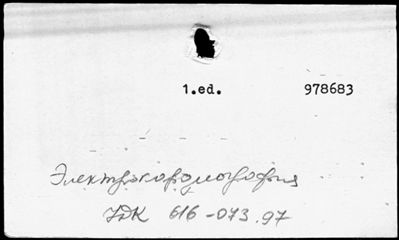 1.ed. 978683
Электрокардиография
УДК 616-073.97